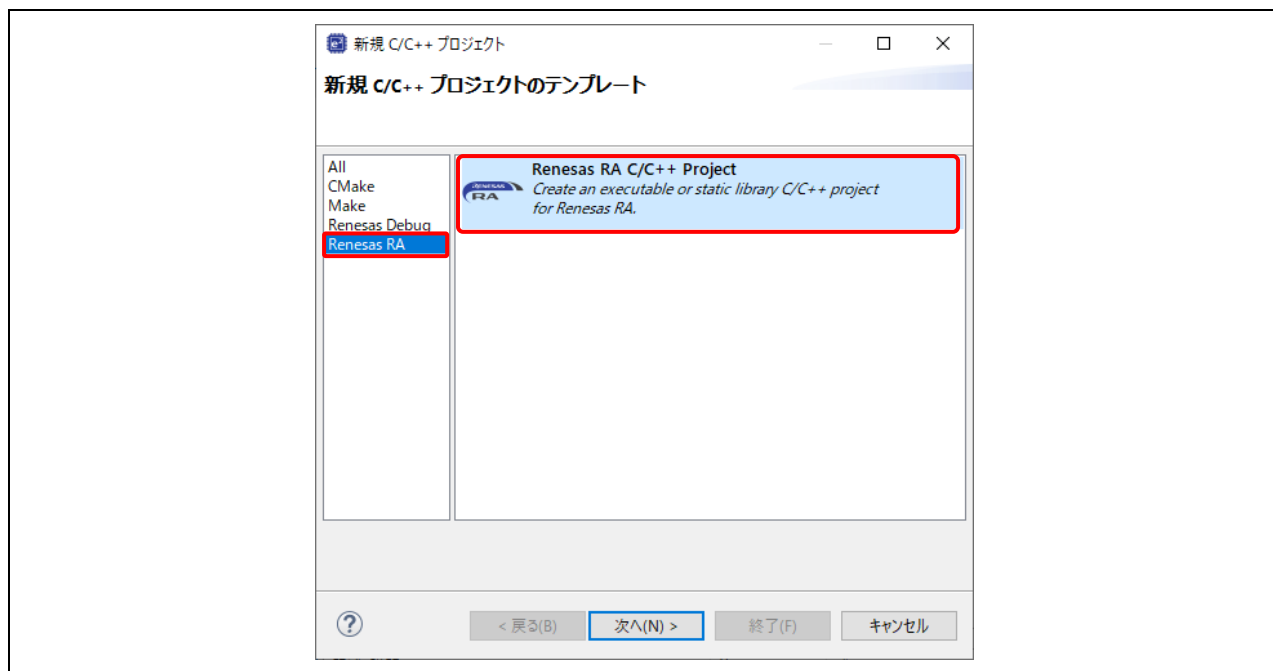 新規 C/C++ プロジェクト
新規 C/C++ プロジェクトのテンプレート
All
CMake
Make
Renesas Debug
Renesas RA
RENESAS
RA
Renesas RA C/C++ Project
Create an executable or static library C/C++ project
for Renesas RA.
< 戻る(B)
次へ(N) >
終了(F)
キャンセル